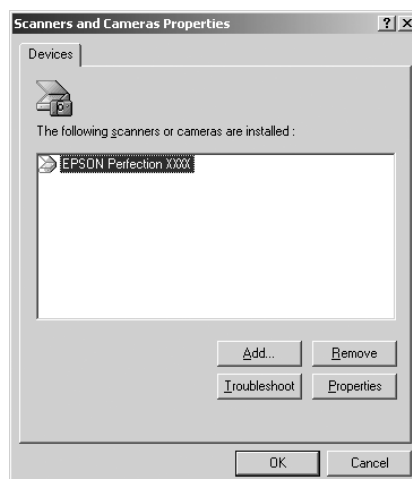 Scanners and Cameras Properties
Devices
The following scanners or cameras are installed :
EPSON Perfection XXXX
Add... Remove
Troubleshoot Properties
OK Cancel